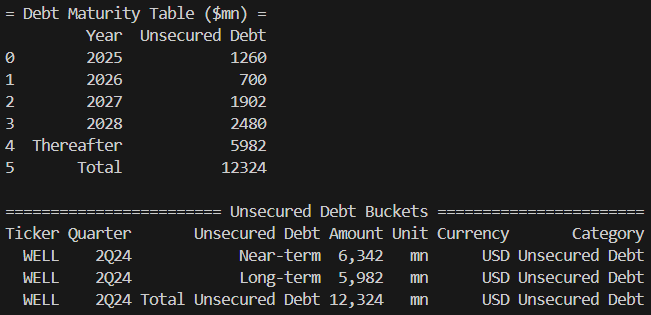 = Debt Maturity Table ($mn) =
Year Unsecured Debt
0 2025 1260
1 2026 700
2 2027 1902
3 2028 2480
4 Thereafter 5982
5 Total 12324
======================== Unsecured Debt Buckets =======================
Ticker Quarter Unsecured Debt Amount Unit Currency Category
WELL 2Q24 Near-term 6,342 mn USD Unsecured Debt
WELL 2Q24 Long-term 5,982 mn USD Unsecured Debt
WELL 2Q24 Total Unsecured Debt 12,324 mn USD Unsecured Debt